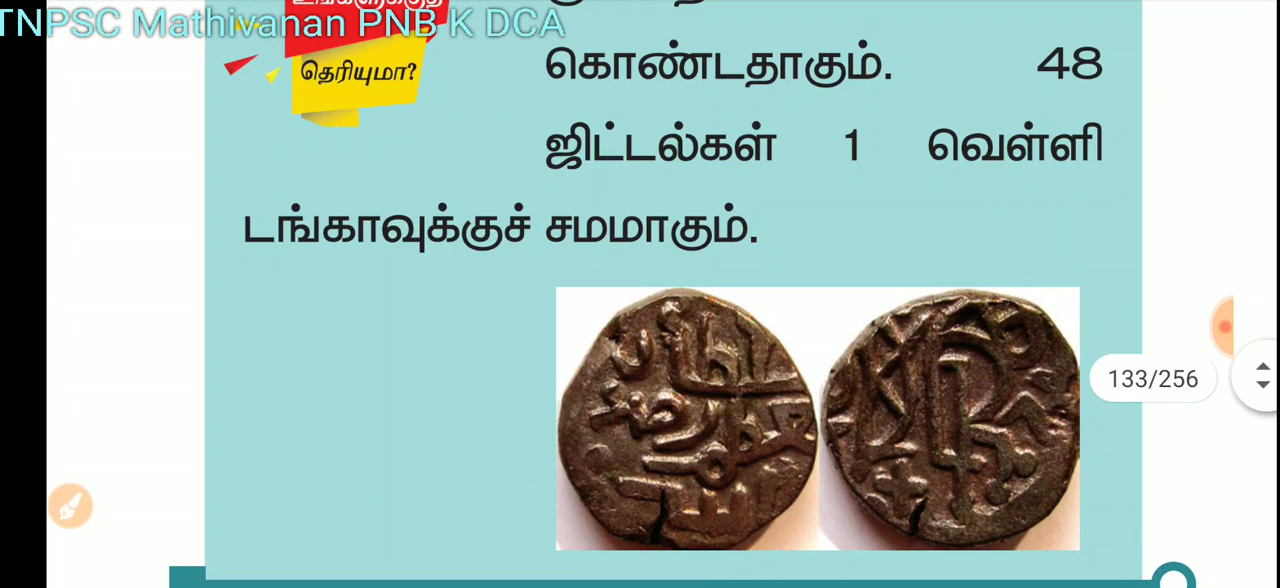 TNPSC Mathivanan PNB K DCA
தெரியுமா?
கொண்டதாகும். 48
ஜிட்டல்கள் 1 வெள்ளி
டங்காவுக்குச் சமமாகும்.
133/256